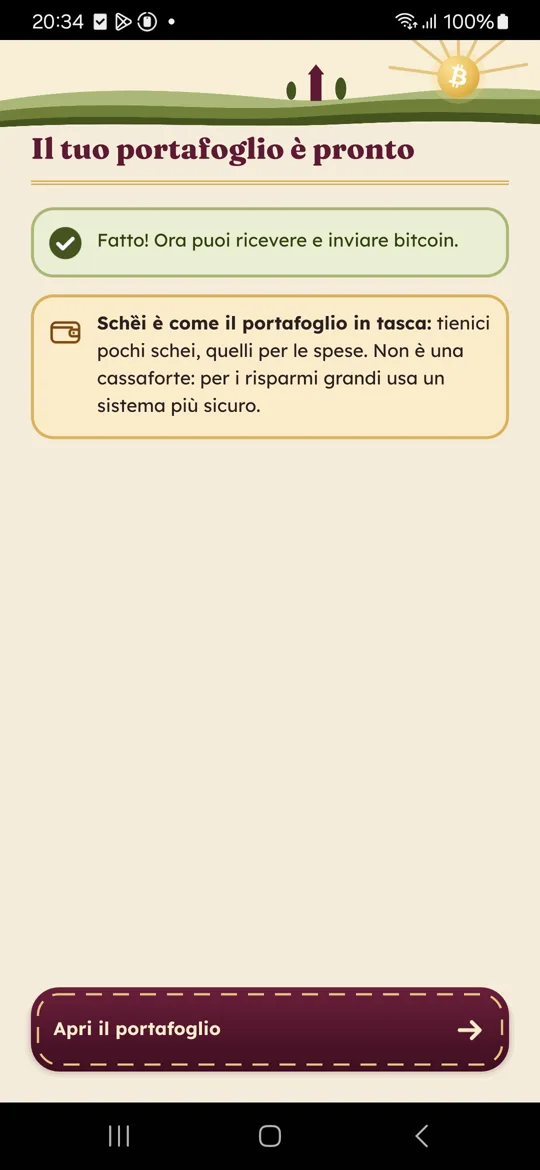 20:34
100%
Il tuo portafoglio è pronto
Fatto! Ora puoi ricevere e inviare bitcoin.
Schèi è come il portafoglio in tasca: tienici
pochi schei, quelli per le spese. Non è una
cassaforte: per i risparmi grandi usa un
sistema più sicuro.
Apri il portafoglio